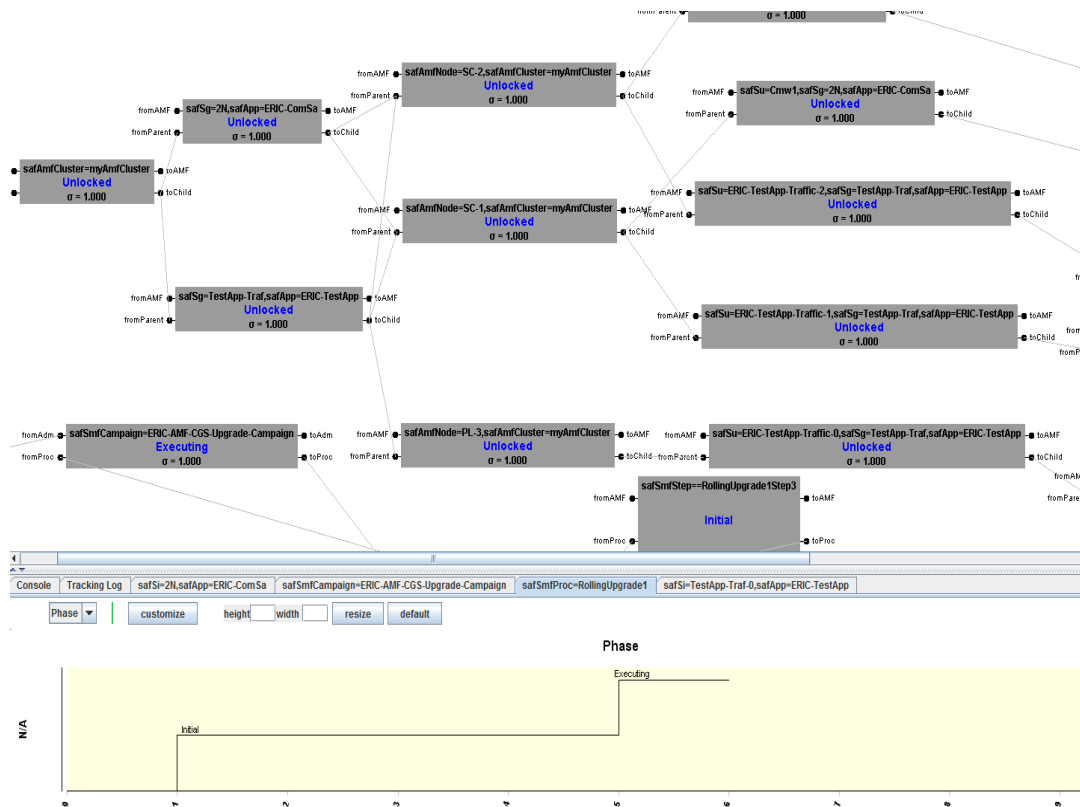 fromParent
toChild
σ = 1.000
fromAMF
safAmfNode=SC-2,safAmfCluster=myAmfCluster
toAMF
Unlocked
fromParent
σ = 1.000
toChild
fromAMF
safSu=Cmw1,safSg=2N,safApp=ERIC-ComSa
toAMF
Unlocked
fromParent
σ = 1.000
toChild
fromAMF
safSg=2N,safApp=ERIC-ComSa
toAMF
Unlocked
fromParent
σ = 1.000
toChild
safAmfCluster=myAmfCluster
toAMF
Unlocked
σ = 1.000
toChild
fromAMF
safSu=ERIC-TestApp-Traffic-2,safSg=TestApp-Traf,safApp=ERIC-TestApp
toAMF
Unlocked
fromParent
σ = 1.000
toChild
fromAMF
safAmfNode=SC-1,safAmfCluster=myAmfCluster
toAMF
Unlocked
fromParent
σ = 1.000
toChild
fromAMF
safSg=TestApp-Traf,safApp=ERIC-TestApp
toAMF
Unlocked
fromParent
σ = 1.000
toChild
fromAMF
safSu=ERIC-TestApp-Traffic-1,safSg=TestApp-Traf,safApp=ERIC-TestApp
toAMF
Unlocked
fromParent
σ = 1.000
toChild
fromAdm
safSmfCampaign=ERIC-AMF-CGS-Upgrade-Campaign
toAdm
Executing
fromProc
σ = 1.000
toProc
fromAMF
safAmfNode=PL-3,safAmfCluster=myAmfCluster
toAMF
Unlocked
fromParent
σ = 1.000
toChild
fromAMF
safSu=ERIC-TestApp-Traffic-0,safSg=TestApp-Traf,safApp=ERIC-TestApp
toAMF
Unlocked
fromParent
σ = 1.000
toChild
fromAMF
safSmfStep==RollingUpgrade1Step3
toAMF
Initial
fromProc
toProc
Console
Tracking Log
safSi=2N,safApp=ERIC-ComSa
safSmfCampaign=ERIC-AMF-CGS-Upgrade-Campaign
safSmfProc=RollingUpgrade1
safSi=TestApp-Traf-0,safApp=ERIC-TestApp
Phase
customize
height
width
resize
default
Phase
Executing
Initial
N/A
0 1 2 3 4 5 6 7 8 9